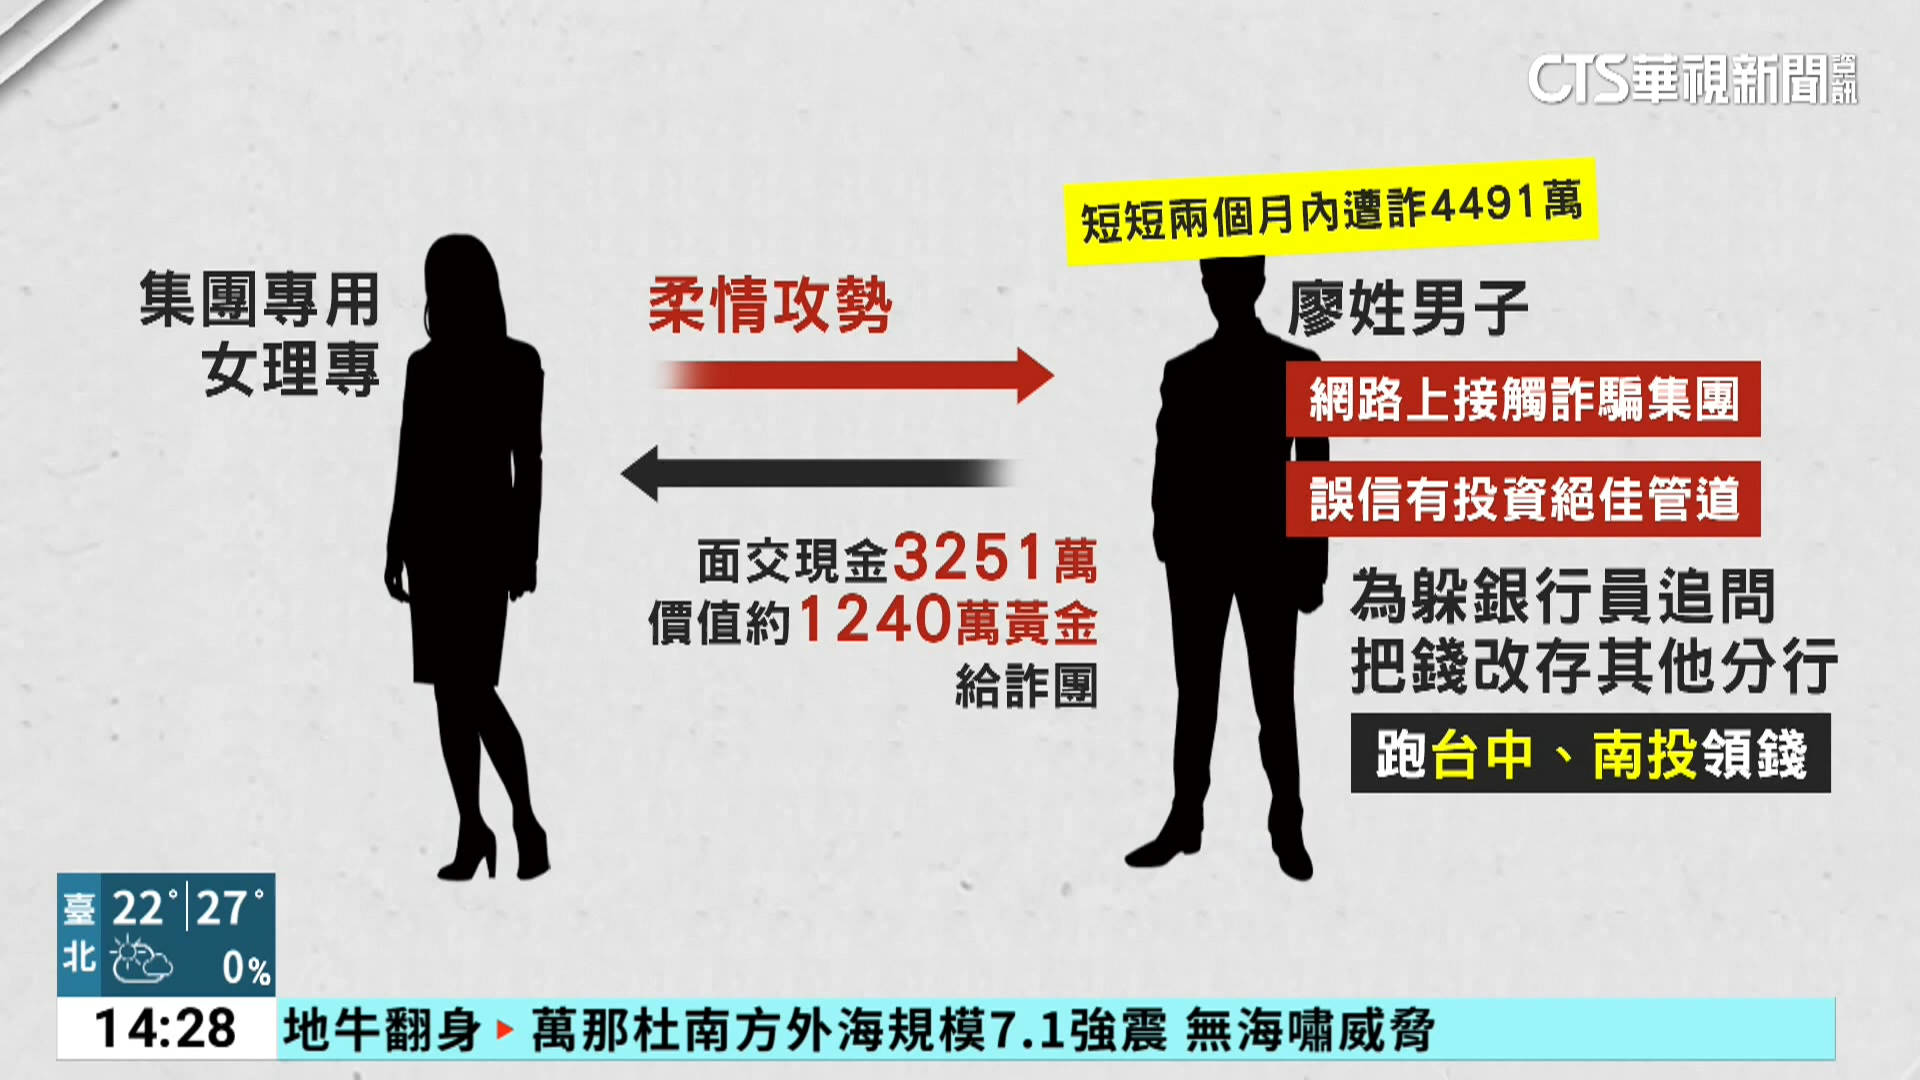 CTS華視新聞資訊
短短兩個月內遭詐4491萬
集團專用
女理專
柔情攻勢
廖姓男子
網路上接觸詐騙集團
誤信有投資絕佳管道
面交現金3251萬
價值約1240萬黃金
給詐團
為躲銀行員追問
把錢改存其他分行
跑台中、南投領錢
臺北
22° 27°
0%
14:28
地牛翻身 萬那杜南方外海規模7.1強震 無海嘯威脅